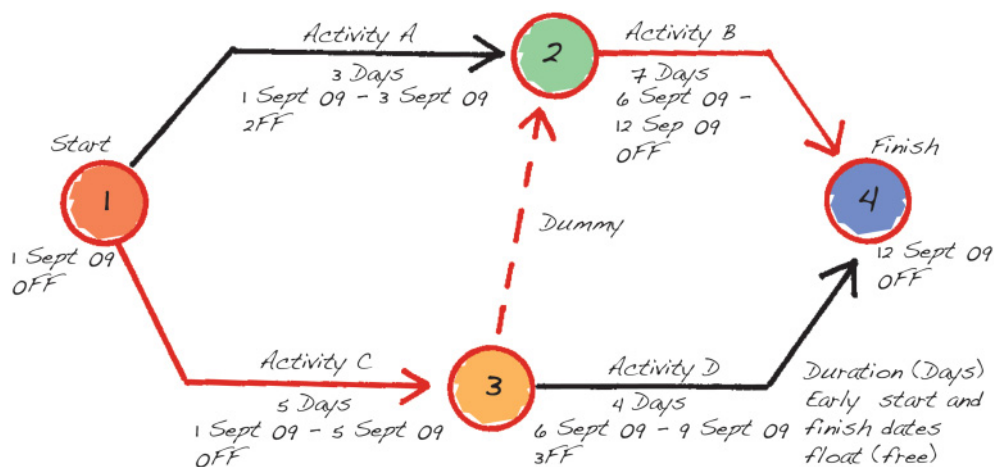 Activity A
3 Days
1 Sept 09 - 3 Sept 09
2FF
2
Activity B
7 Days
6 Sept 09 -
12 Sep 09
0FF
Start
1
1 Sept 09
0FF
Finish
4
12 Sept 09
0FF
Dummy
Activity C
5 Days
1 Sept 09 - 5 Sept 09
0FF
3
Activity D
4 Days
6 Sept 09 - 9 Sept 09
3FF
Duration (Days)
Early start and
finish dates
float (free)